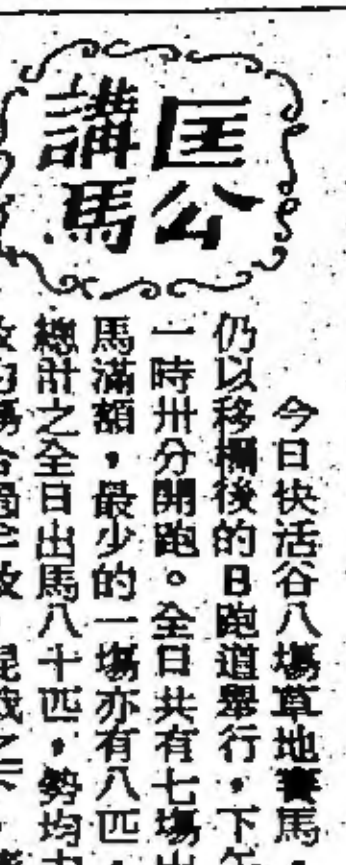 匡公
講馬
今日快活谷八場草地賽馬
仍以移欄後的B跑道舉行,下午
一時卅分開跑。全日共有七場出
馬滿額,最少的一場亦有八匹,
總計之全日出馬八十匹,勢均